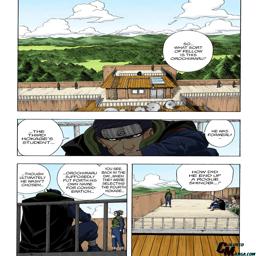 SO...
WHAT SORT
OF FELLOW
IS THIS
OROCHIMARU?
...THE
THIRD
HOKAGE'S
STUDENT...
HE WAS
FORMERLY
...THOUGH
ULTIMATELY
HE WASN'T
CHOSEN...
...OROCHIMARU
SUPPOSEDLY
PUT FORTH
HIS OWN
NAME FOR
CONSID-
ERATION...
YOU SEE,
BACK IN
THE DAY,
WHEN THEY
WERE
SELECTING
THE
FOURTH
HOKAGE...
HOW DID
HE END
UP A
ROGUE
SHINOBI...